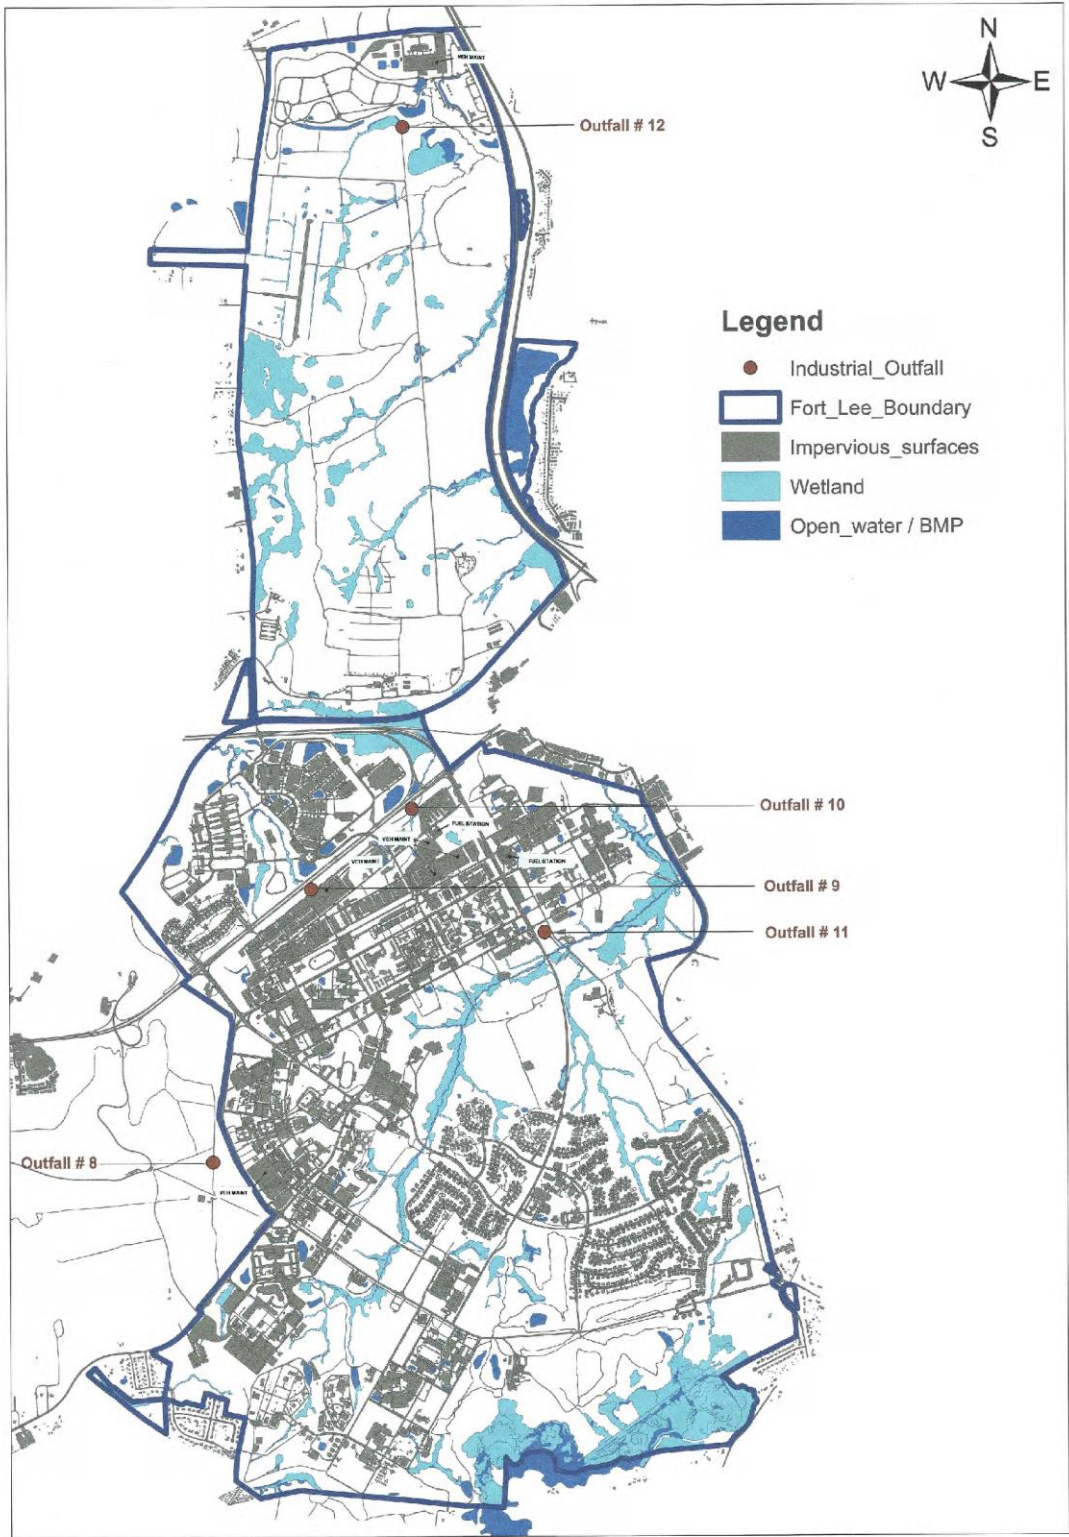 N
W E
S
VEH MAINT
Outfall # 12
Legend
Industrial_Outfall
Fort_Lee_Boundary
Impervious_surfaces
Wetland
Open_water / BMP
Outfall # 10
FUEL STATION
VEH MAINT
VEH MAINT
FUEL STATION
Outfall # 9
Outfall # 11
Outfall # 8
VEH MAINT